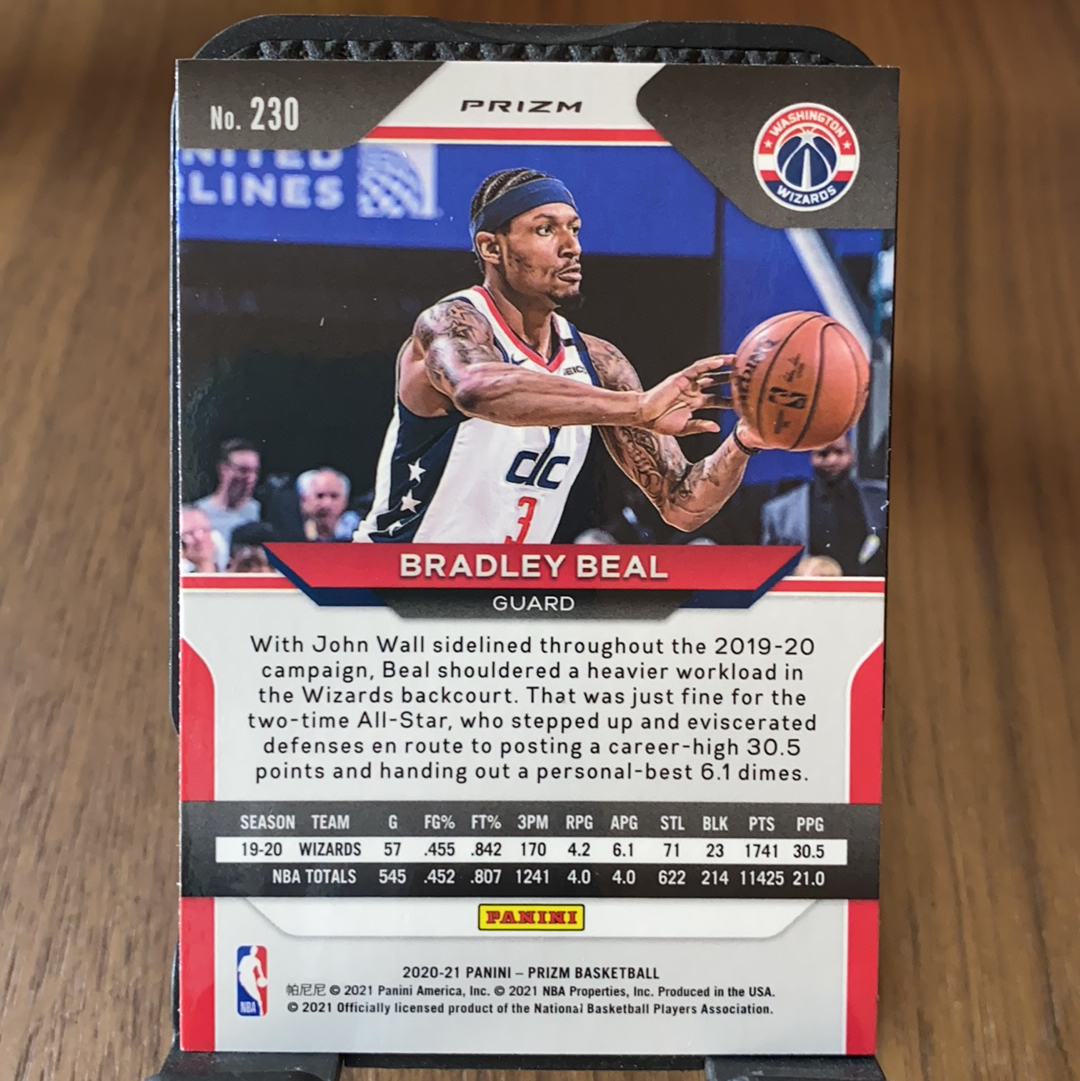 No. 230
PRIZM
WASHINGTON
WIZARDS
NITED
LINES
SPALDING
dc
3
BRADLEY BEAL
GUARD
With John Wall sidelined throughout the 2019-20
campaign, Beal shouldered a heavier workload in
the Wizards backcourt. That was just fine for the
two-time All-Star, who stepped up and eviscerated
defenses en route to posting a career-high 30.5
points and handing out a personal-best 6.1 dimes.
SEASON TEAM G FG% FT% 3PM RPG APG STL BLK PTS PPG
19-20 WIZARDS 57 .455 .842 170 4.2 6.1 71 23 1741 30.5
NBA TOTALS 545 .452 .807 1241 4.0 4.0 622 214 11425 21.0
PANINI
NBA
2020-21 PANINI – PRIZM BASKETBALL
帕尼尼 © 2021 Panini America, Inc. © 2021 NBA Properties, Inc. Produced in the USA.
© 2021 Officially licensed product of the National Basketball Players Association.